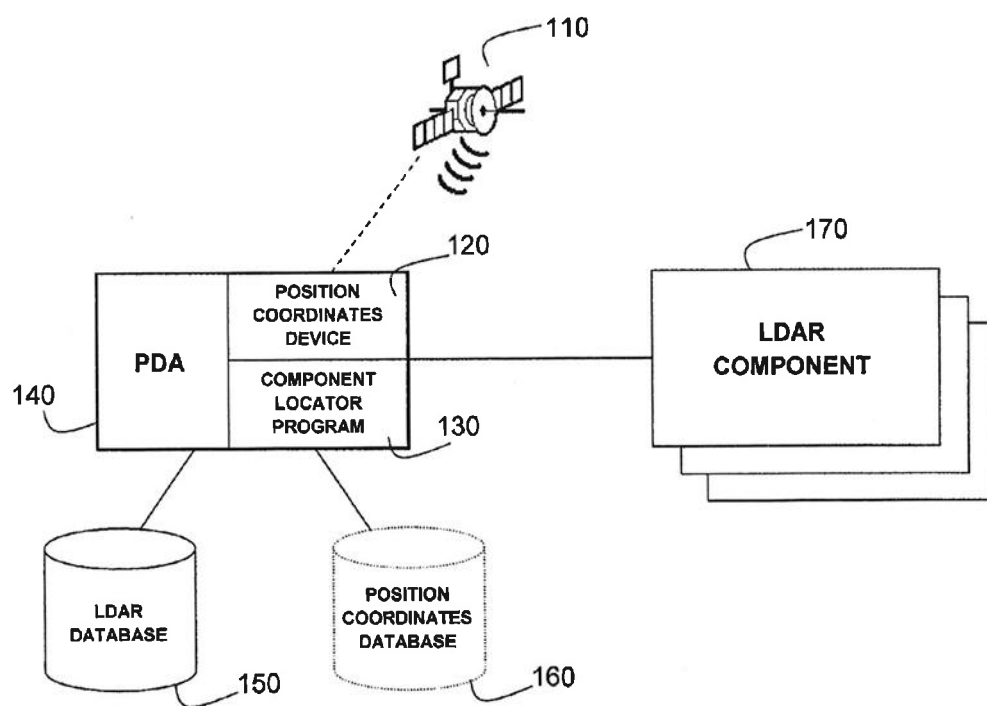 110
120
170
POSITION
COORDINATES
DEVICE
PDA
LDAR
COMPONENT
COMPONENT
LOCATOR
PROGRAM
140
130
LDAR
DATABASE
POSITION
COORDINATES
DATABASE
150
160